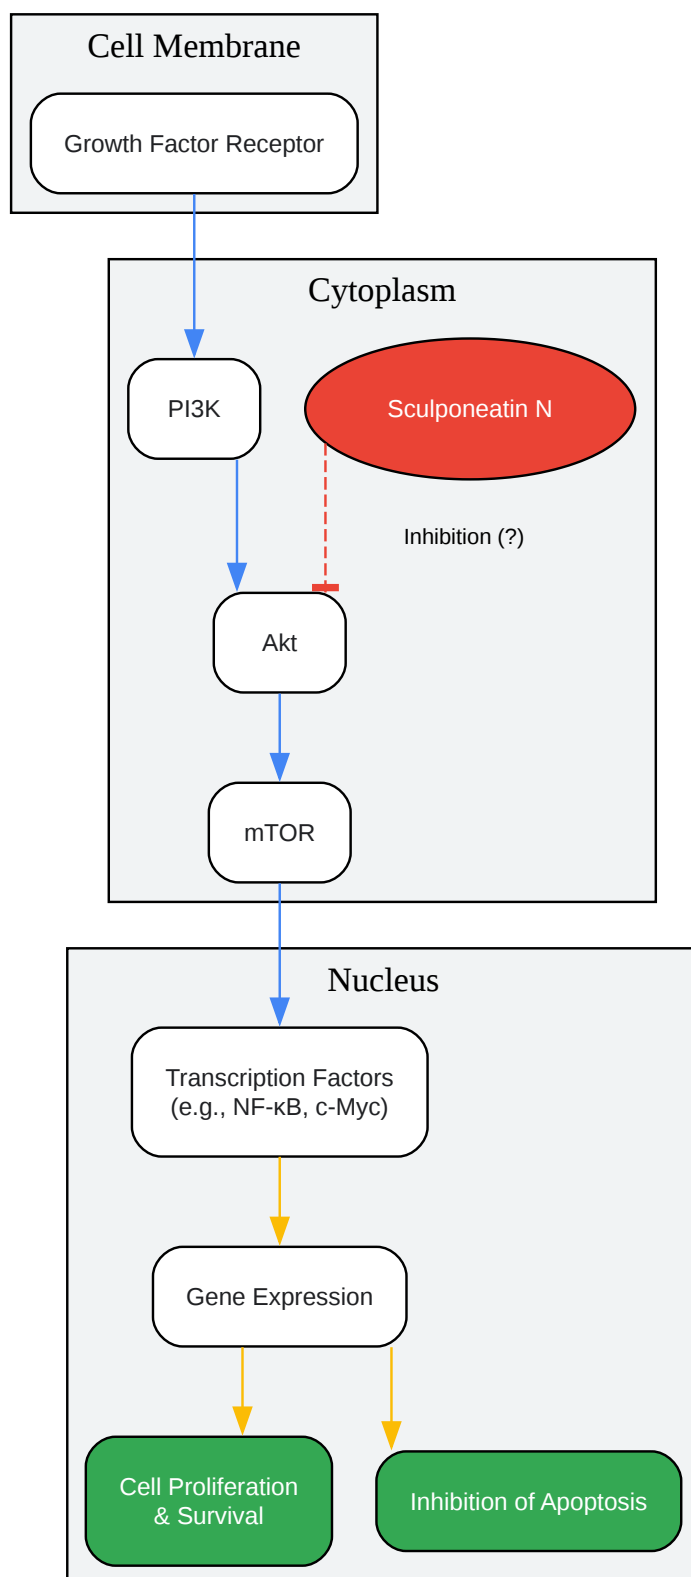 Cell Membrane
Growth Factor Receptor
Cytoplasm
PI3K
Sculponeatin N
Inhibition (?)
Akt
mTOR
Nucleus
Transcription Factors
(e.g., NF-κB, c-Myc)
Gene Expression
Cell Proliferation
& Survival
Inhibition of Apoptosis